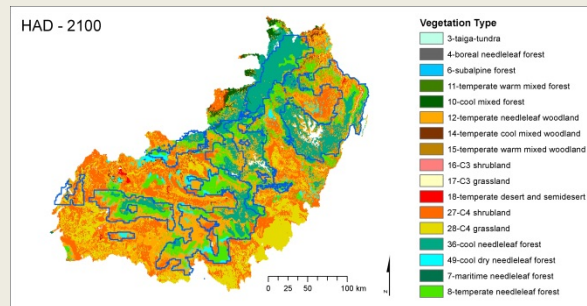 HAD - 2100
Vegetation Type
3-taiga-tundra
4-boreal needleleaf forest
6-subalpine forest
11-temperate warm mixed forest
10-cool mixed forest
12-temperate needleleaf woodland
14-temperate cool mixed woodland
15-temperate warm mixed woodland
16-C3 shrubland
17-C3 grassland
18-temperate desert and semidesert
27-C4 shrubland
28-C4 grassland
36-cool needleleaf forest
49-cool dry needleleaf forest
7-maritime needleleaf forest
8-temperate needleleaf forest
0 25 50 100 km